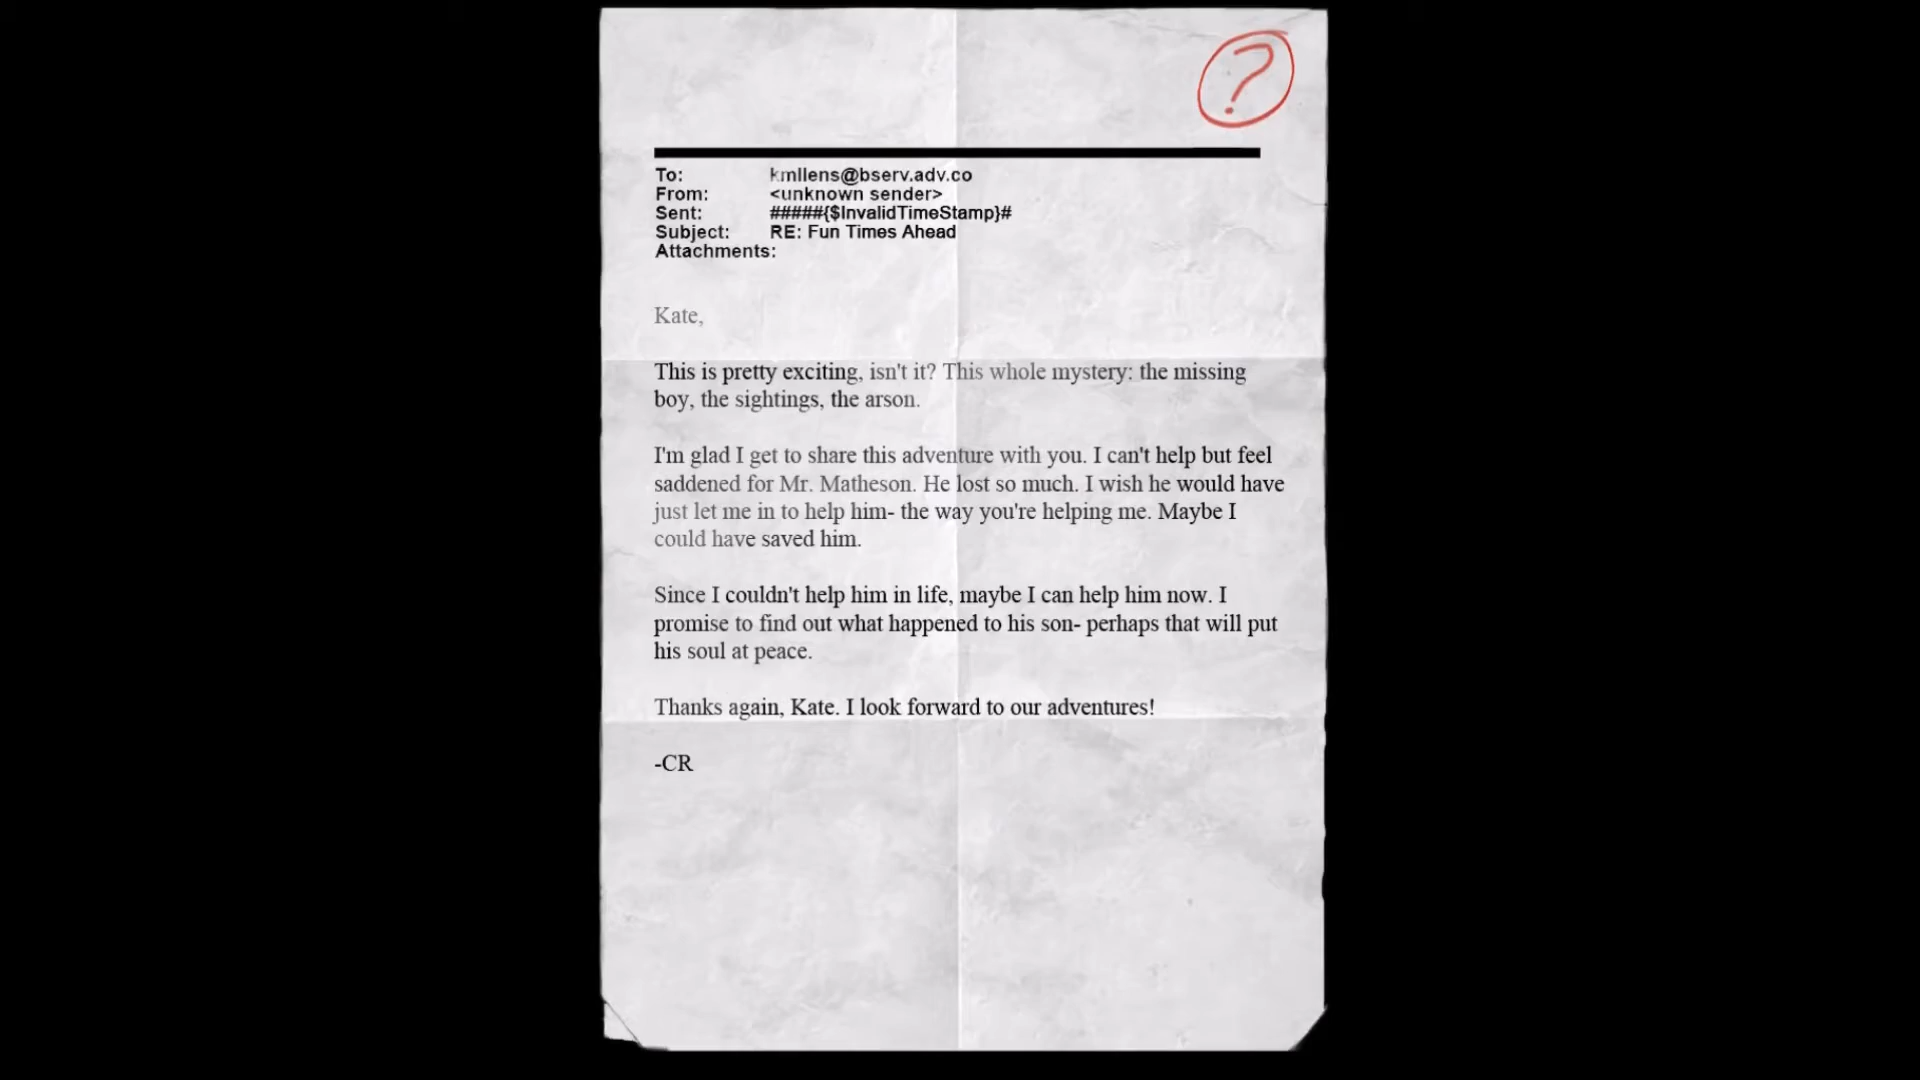 ?
To: kmllens@bserv.adv.co
From: <unknown sender>
Sent: #####{$InvalidTimeStamp}#
Subject: RE: Fun Times Ahead
Attachments:
Kate,
This is pretty exciting, isn't it? This whole mystery: the missing
boy, the sightings, the arson.
I'm glad I get to share this adventure with you. I can't help but feel
saddened for Mr. Matheson. He lost so much. I wish he would have
just let me in to help him- the way you're helping me. Maybe I
could have saved him.
Since I couldn't help him in life, maybe I can help him now. I
promise to find out what happened to his son- perhaps that will put
his soul at peace.
Thanks again, Kate. I look forward to our adventures!
-CR